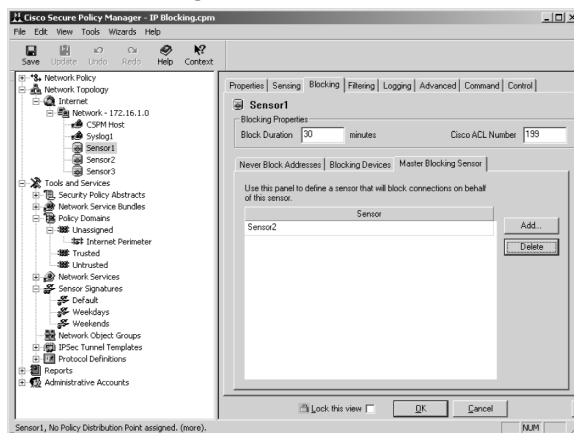 Cisco Secure Policy Manager - IP Blocking.cpm
File Edit View Tools Wizards Help
Save Update Undo Redo Help Context
Network Policy
Network Topology
Internet
Network - 172.16.1.0
CSPM Host
Syslog1
Sensor1
Sensor2
Sensor3
Tools and Services
Security Policy Abstracts
Network Service Bundles
Policy Domains
Unassigned
Internet Perimeter
Trusted
Untrusted
Network Services
Sensor Signatures
Default
Weekdays
Weekends
Network Object Groups
IPSec Tunnel Templates
Protocol Definitions
Reports
Administrative Accounts
Properties Sensing Blocking Filtering Logging Advanced Command Control
Sensor1
Blocking Properties
Block Duration 30 minutes Cisco ACL Number 199
Never Block Addresses Blocking Devices Master Blocking Sensor
Use this panel to define a sensor that will block connections on behalf
of this sensor.
Sensor
Sensor2
Add...
Delete
Lock this view OK Cancel
Sensor1, No Policy Distribution Point assigned. (more). NUM